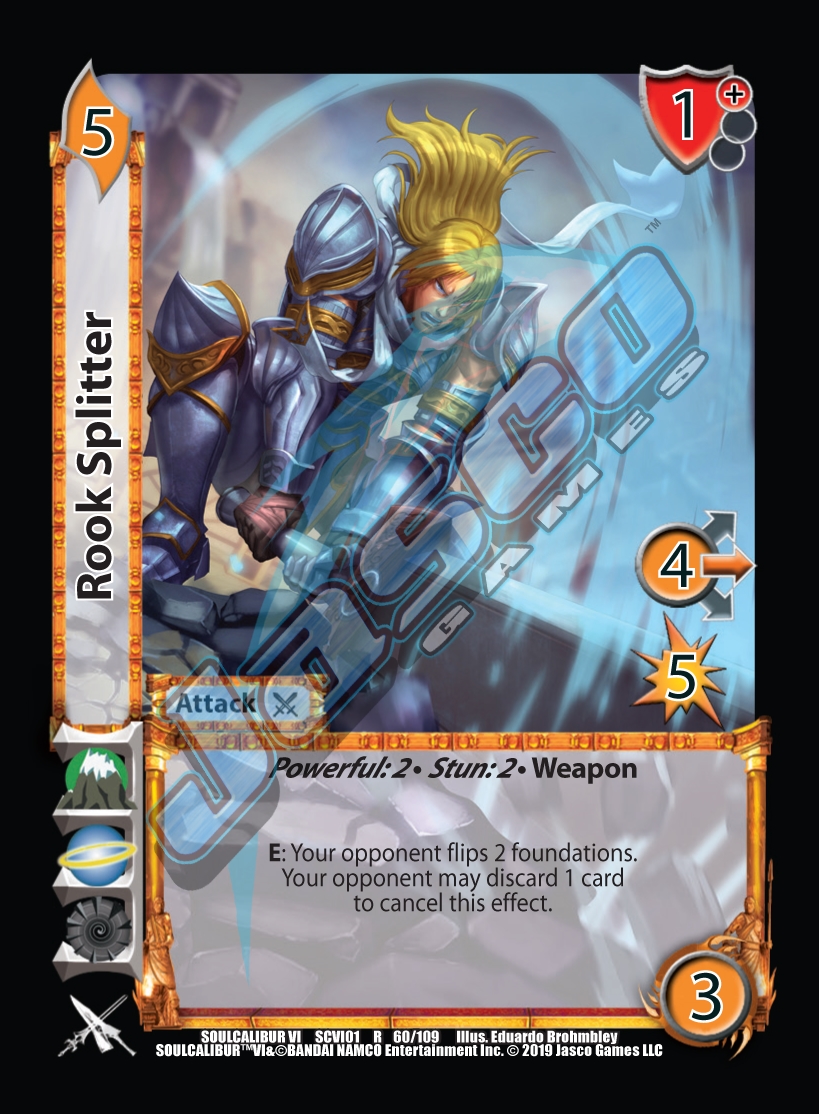 5
1
+
Rook Splitter
TM
JASCO
GAMES
4
5
Attack
Powerful: 2 • Stun: 2 • Weapon
E: Your opponent flips 2 foundations.
Your opponent may discard 1 card
to cancel this effect.
3
SOULCALIBUR VI SCVI01 R 60/109 Illus. Eduardo Brohmbley
SOULCALIBUR™VI&©BANDAI NAMCO Entertainment Inc. © 2019 Jasco Games LLC